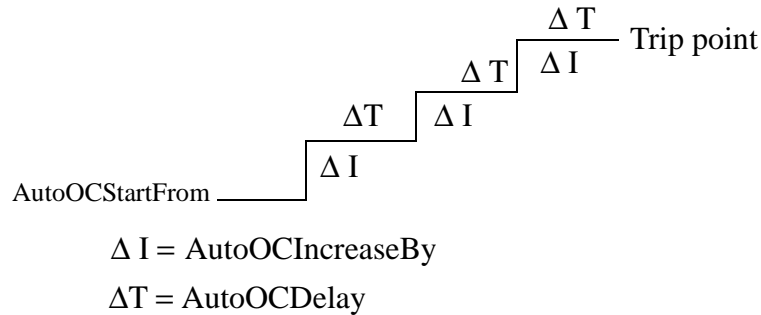 Δ T
Trip point
Δ T
Δ I
ΔT
Δ I
Δ I
AutoOCStartFrom
Δ I = AutoOCIncreaseBy
ΔT = AutoOCDelay